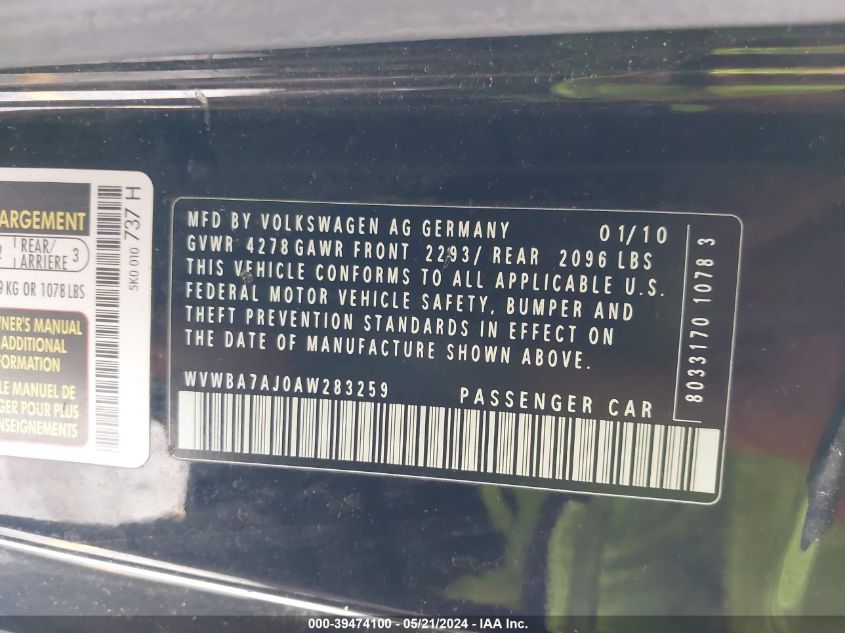 ARGEMENT
REAR/ 3
ARRIÈRE
KG OR 1078 LBS
NER'S MANUAL
ADDITIONAL
FORMATION
LE MANUEL DE
GER POUR PLUS
NSEIGNEMENTS
5K0 010 737 H
MFD BY VOLKSWAGEN AG GERMANY 01/10
GVWR 4278 GAWR FRONT 2293/ REAR 2096 LBS
THIS VEHICLE CONFORMS TO ALL APPLICABLE U.S.
FEDERAL MOTOR VEHICLE SAFETY, BUMPER AND
THEFT PREVENTION STANDARDS IN EFFECT ON
THE DATE OF MANUFACTURE SHOWN ABOVE.
WVWBA7AJ0AW283259 PASSENGER CAR
8033170 1078 3
000-39474100 - 05/21/2024 - IAA Inc.